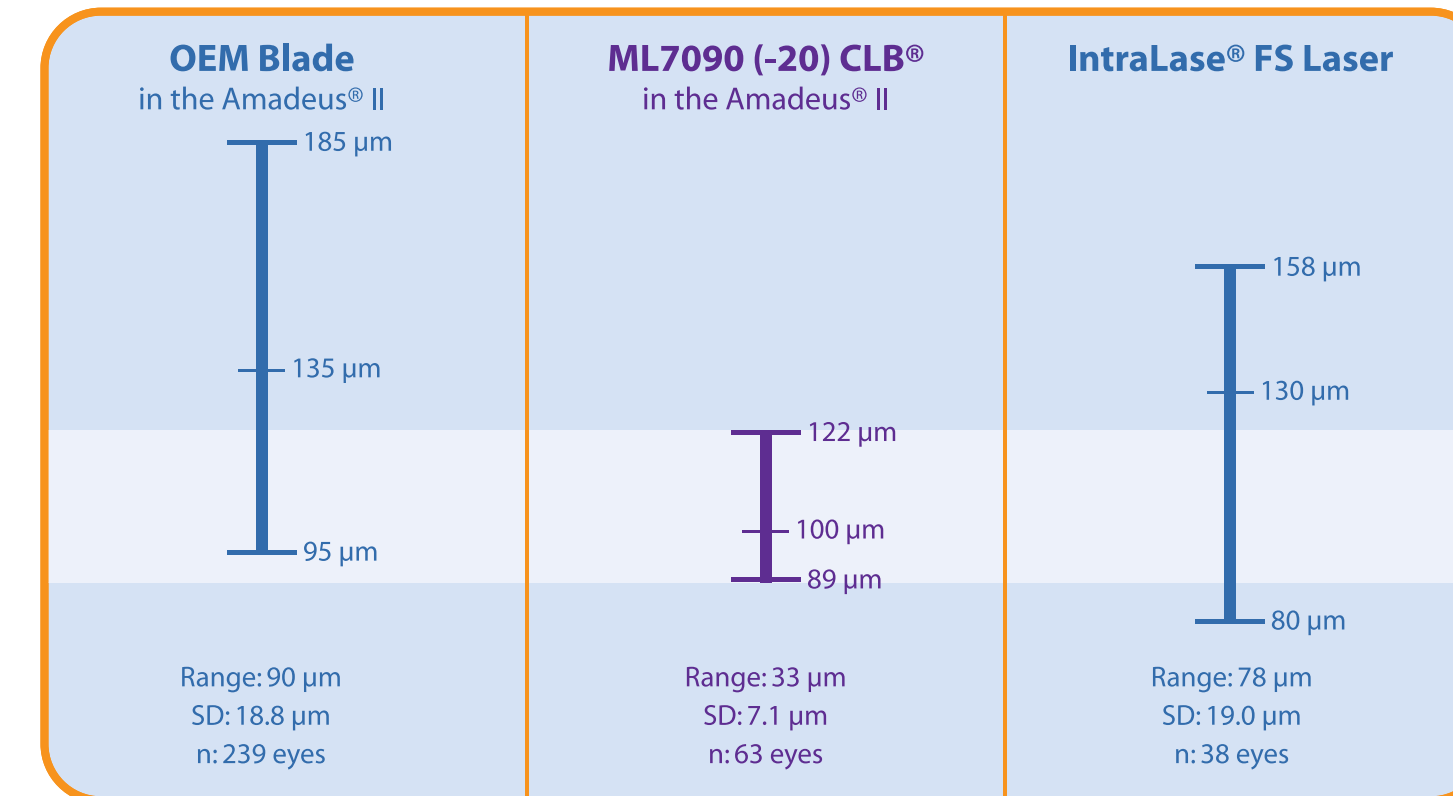 OEM Blade
in the Amadeus® II
185 µm
135 µm
95 µm
Range: 90 µm
SD: 18.8 µm
n: 239 eyes
ML7090 (-20) CLB®
in the Amadeus® II
122 µm
100 µm
89 µm
Range: 33 µm
SD: 7.1 µm
n: 63 eyes
IntraLase® FS Laser
158 µm
130 µm
80 µm
Range: 78 µm
SD: 19.0 µm
n: 38 eyes